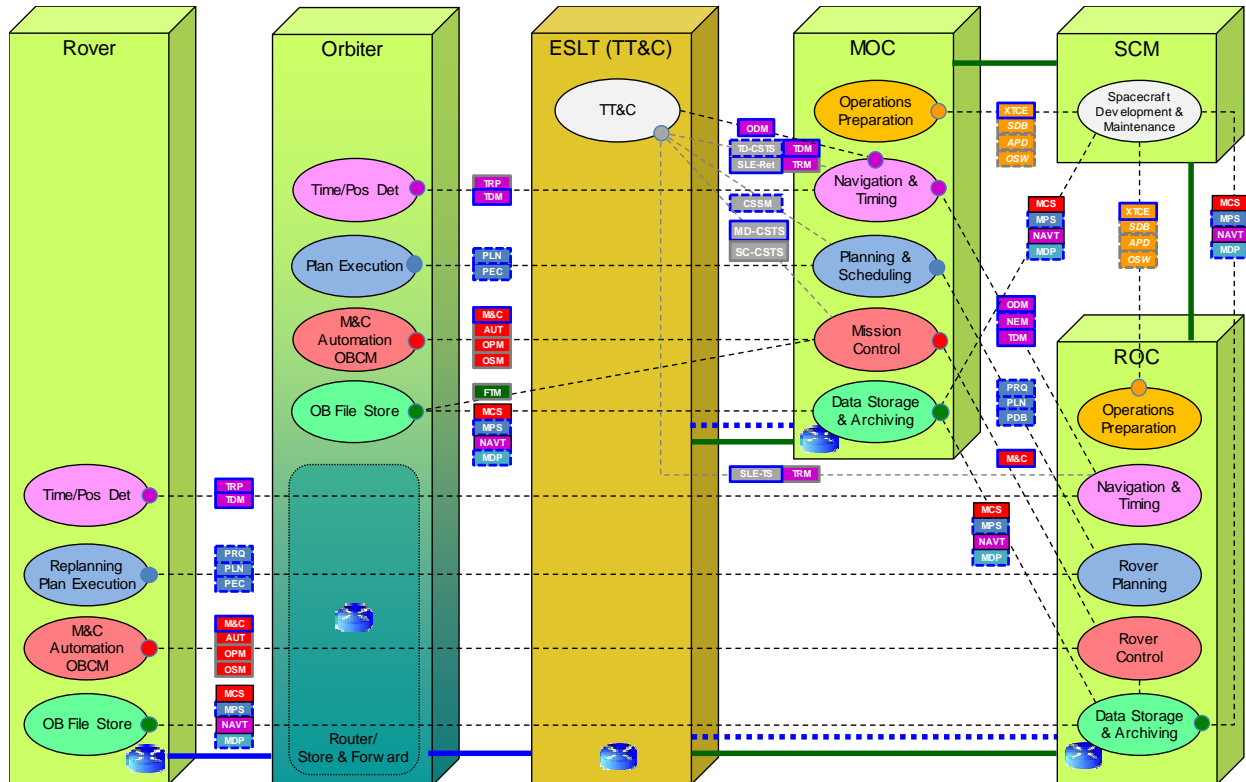 Rover
Orbiter
ESLT (TT&C)
MOC
SCM
TT&C
Operations
Preparation
XTCE
SDB
APD
OSW
Spacecraft
Development &
Maintenance
ODM
TD-CSTS TDM
SLE-Ret TRM
Time/Pos Det
TRP
TDM
Navigation &
Timing
CSSM
MD-CSTS
SC-CSTS
MCS
MPS
NAVT
MDP
XTCE
SDB
APD
OSW
MCS
MPS
NAVT
MDP
Plan Execution
PLN
PEC
Planning &
Scheduling
M&C
Automation
OBCM
M&C
AUT
OPM
OSM
Mission
Control
ODM
NEM
TDM
ROC
OB File Store
FTM
MCS
MPS
NAVT
MDP
Data Storage
& Archiving
PRQ
PLN
PDB
Operations
Preparation
M&C
Time/Pos Det
TRP
TDM
SLE-TS TRM
Navigation &
Timing
MCS
MPS
NAVT
MDP
Replanning
Plan Execution
PRQ
PLN
PEC
Rover
Planning
M&C
Automation
OBCM
M&C
AUT
OPM
OSM
Rover
Control
OB File Store
MCS
MPS
NAVT
MDP
Router/
Store & Forward
Data Storage
& Archiving